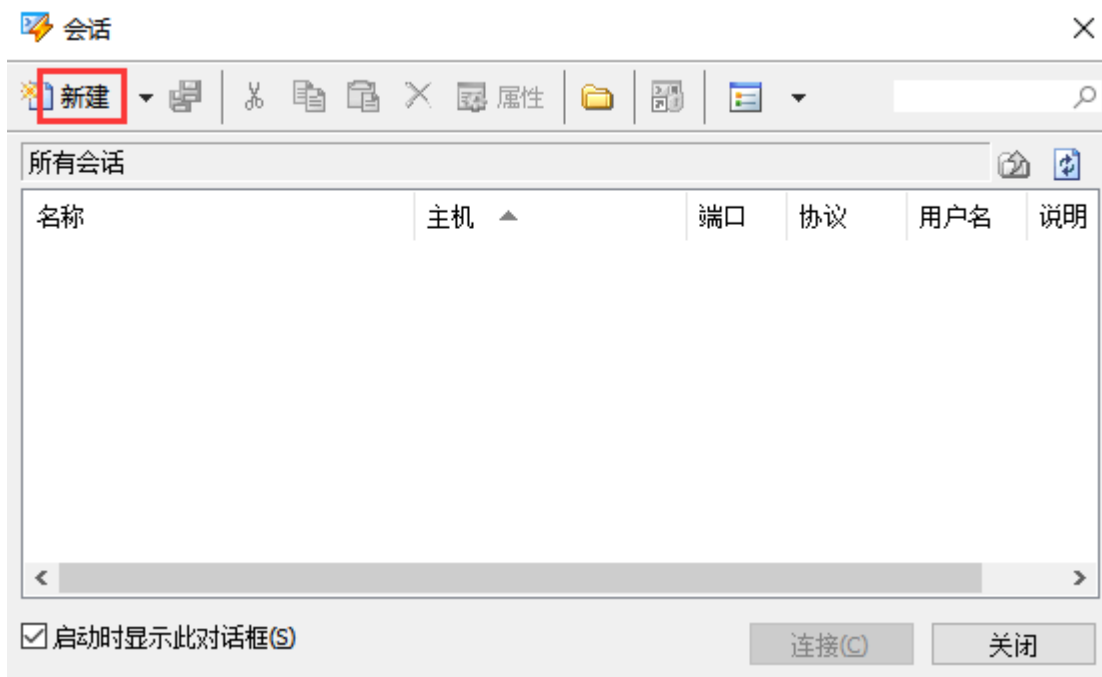 会话
新建 属性
所有会话
名称 主机 端口 协议 用户名 说明
启动时显示此对话框(S) 连接(C) 关闭